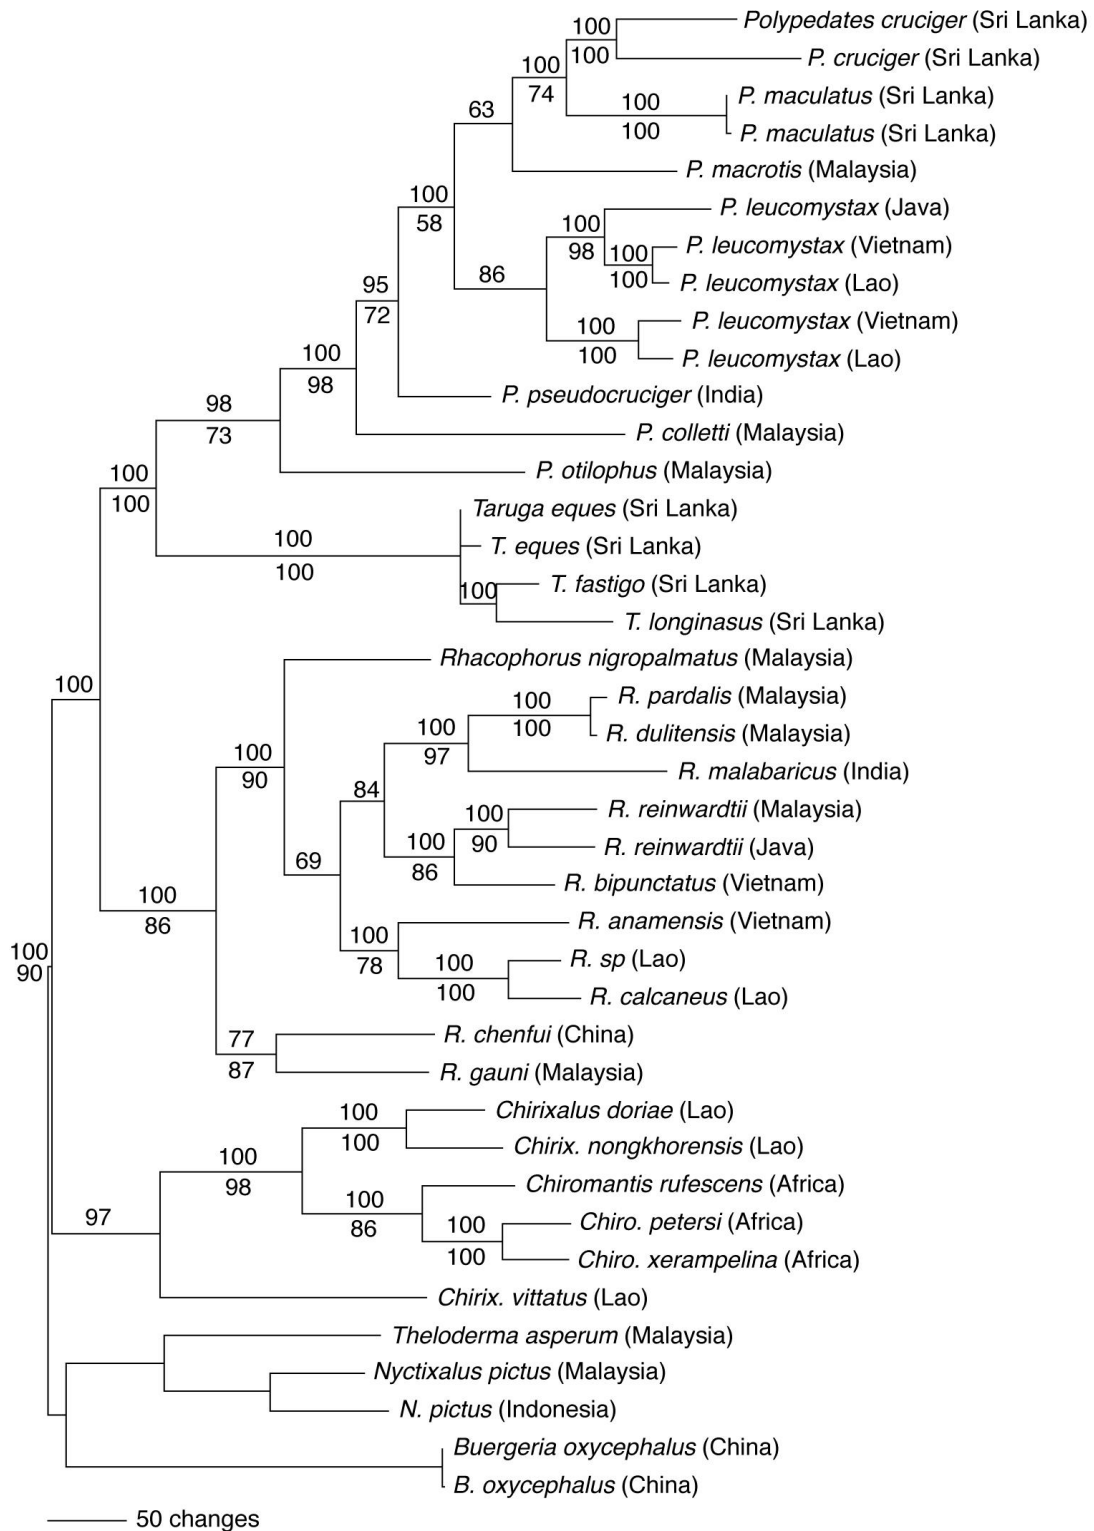 100
Polypedates cruciger (Sri Lanka)
100
P. cruciger (Sri Lanka)
100
74
100
P. maculatus (Sri Lanka)
100
P. maculatus (Sri Lanka)
63
P. macrotis (Malaysia)
100
58
P. leucomystax (Java)
100
98
100
P. leucomystax (Vietnam)
100
P. leucomystax (Lao)
86
95
72
100
P. leucomystax (Vietnam)
100
P. leucomystax (Lao)
100
98
P. pseudocruciger (India)
98
73
P. colletti (Malaysia)
P. otilophus (Malaysia)
100
100
Taruga eques (Sri Lanka)
100
T. eques (Sri Lanka)
100
100
T. fastigo (Sri Lanka)
T. longinasus (Sri Lanka)
Rhacophorus nigropalmatus (Malaysia)
100
100
R. pardalis (Malaysia)
100
R. dulitensis (Malaysia)
100
97
R. malabaricus (India)
100
90
84
R. reinwardtii (Malaysia)
100
90
R. reinwardtii (Java)
100
86
R. bipunctatus (Vietnam)
69
100
86
R. anamensis (Vietnam)
100
78
100
R. sp (Lao)
100
R. calcaneus (Lao)
100
90
R. chenfui (China)
77
87
R. gauni (Malaysia)
100
Chirixalus doriae (Lao)
100
Chirix. nongkhorensis (Lao)
100
98
Chiromantis rufescens (Africa)
100
86
100
Chiro. petersi (Africa)
100
Chiro. xerampelina (Africa)
97
Chirix. vittatus (Lao)
Theloderma asperum (Malaysia)
Nyctixalus pictus (Malaysia)
N. pictus (Indonesia)
Buergeria oxycephalus (China)
B. oxycephalus (China)
50 changes